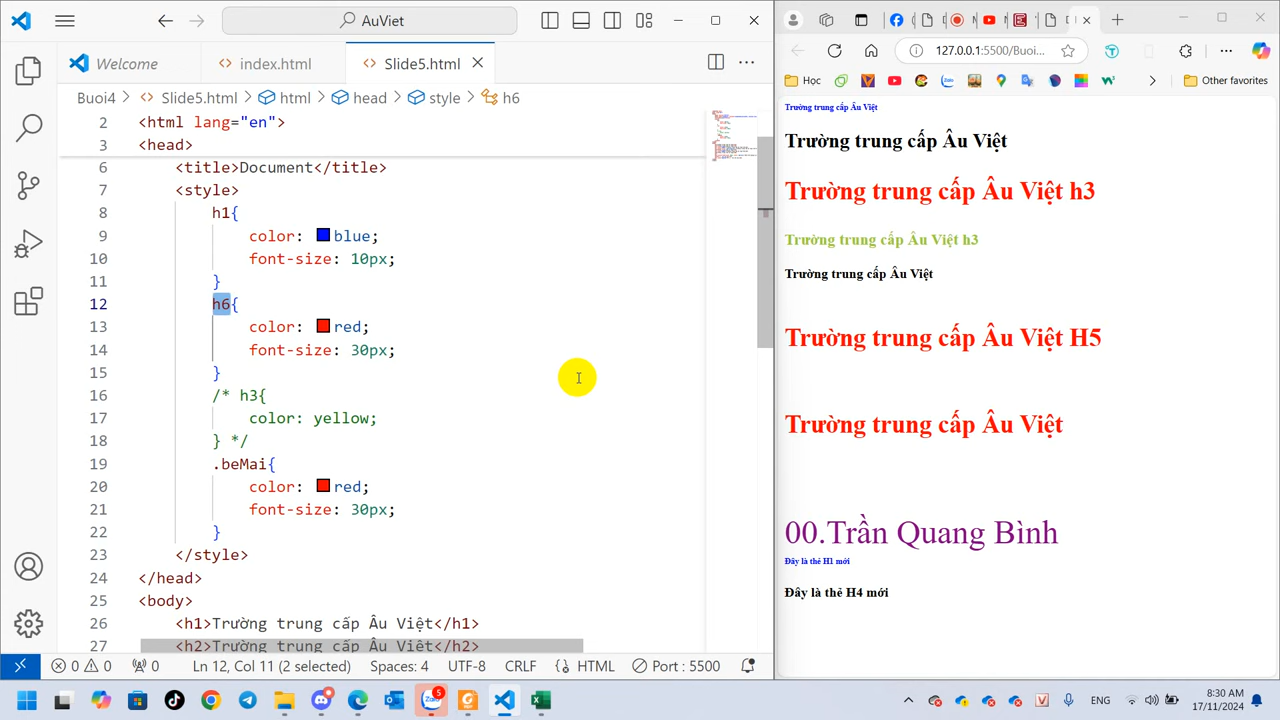 AuViet
Welcome
index.html
Slide5.html
Buoi4 > Slide5.html > html > head > style > h6
2 <html lang="en">
3 <head>
6 <title>Document</title>
7 <style>
8 h1{
9 color: blue;
10 font-size: 10px;
11 }
12 h6{
13 color: red;
14 font-size: 30px;
15 }
16 /* h3{
17 color: yellow;
18 } */
19 .beMai{
20 color: red;
21 font-size: 30px;
22 }
23 </style>
24 </head>
25 <body>
26 <h1>Trường trung cấp Âu Việt</h1>
27 <h2>Trường trung cấp Âu Việt</h2>
0 0 0 Ln 12, Col 11 (2 selected) Spaces: 4 UTF-8 CRLF HTML Port : 5500
127.0.0.1:5500/Buoi...
Học
Other favorites
Trường trung cấp Âu Việt
Trường trung cấp Âu Việt
Trường trung cấp Âu Việt h3
Trường trung cấp Âu Việt h3
Trường trung cấp Âu Việt
Trường trung cấp Âu Việt H5
Trường trung cấp Âu Việt
00.Trần Quang Bình
Đây là thẻ H1 mới
Đây là thẻ H4 mới
5
Zalo
ENG
8:30 AM
17/11/2024